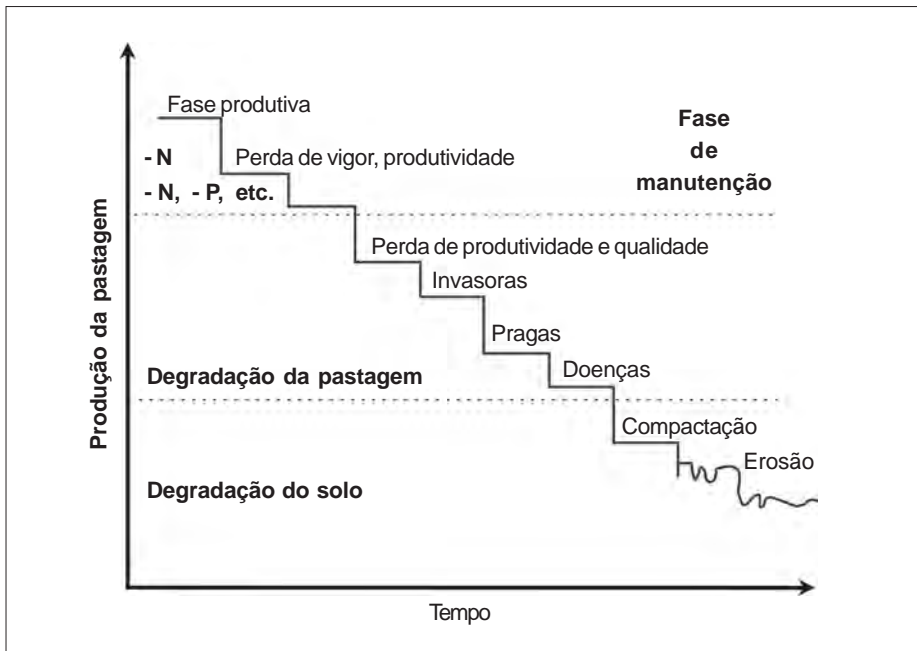 Fase produtiva
Fase
de
manutenção
- N
Perda de vigor, produtividade
- N, - P, etc.
Perda de produtividade e qualidade
Invasoras
Pragas
Doenças
Degradação da pastagem
Compactação
Erosão
Degradação do solo
Produção da pastagem
Tempo